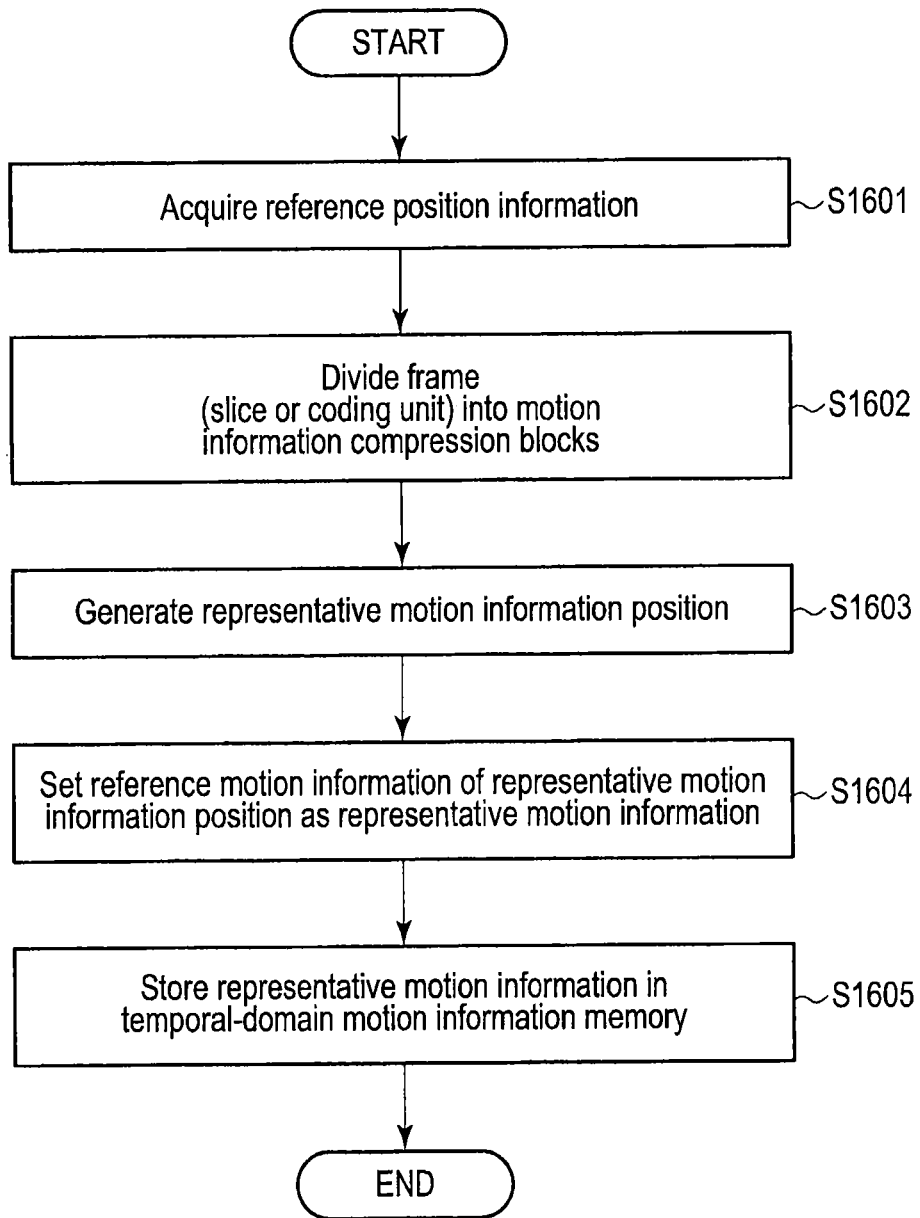 START
Acquire reference position information
S1601
Divide frame
(slice or coding unit) into motion
information compression blocks
S1602
Generate representative motion information position
S1603
Set reference motion information of representative motion
information position as representative motion information
S1604
Store representative motion information in
temporal-domain motion information memory
S1605
END